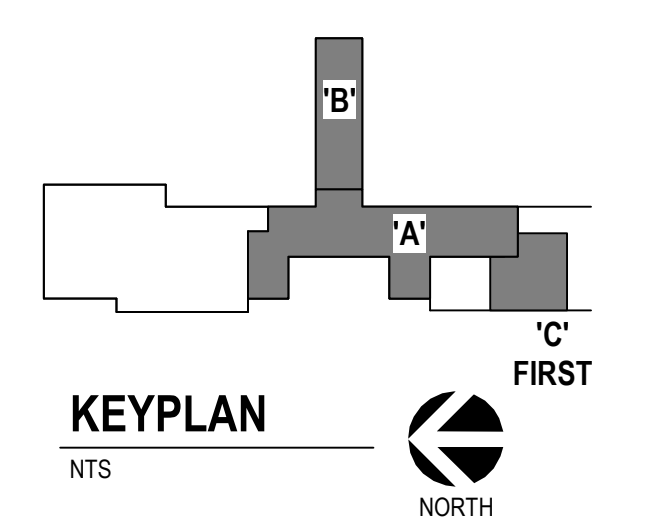 'B'
'A'
'C'
FIRST
KEYPLAN
NTS
NORTH